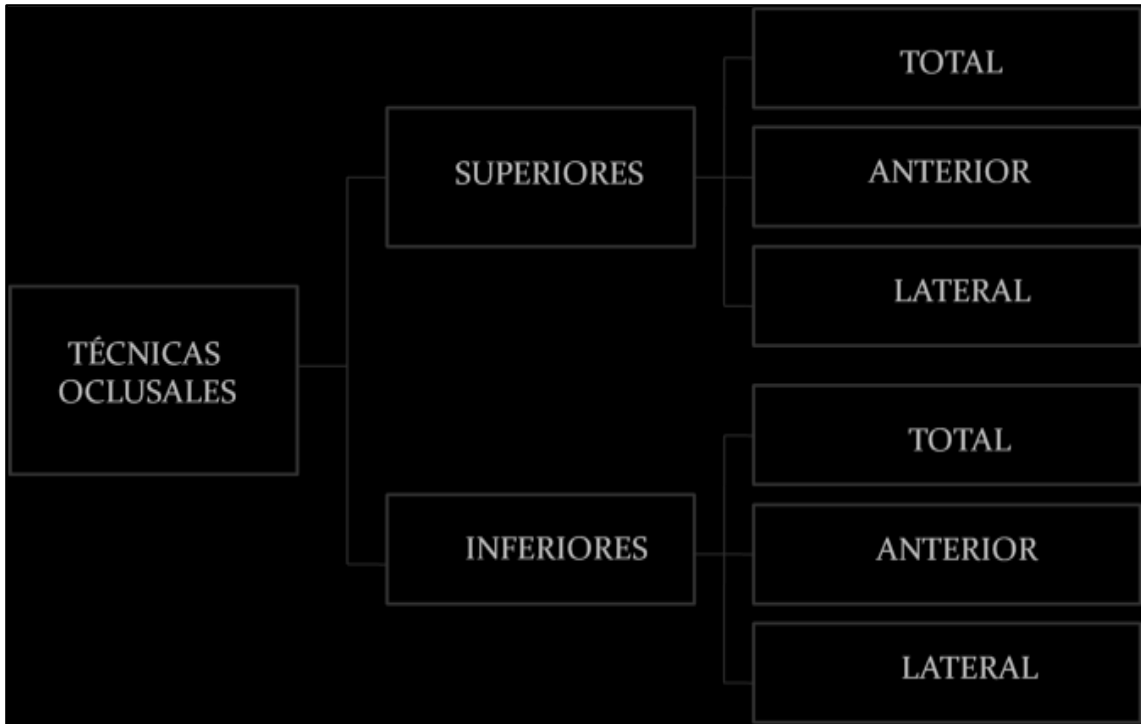 TÉCNICAS
OCLUSALES
SUPERIORES
TOTAL
ANTERIOR
LATERAL
INFERIORES
TOTAL
ANTERIOR
LATERAL